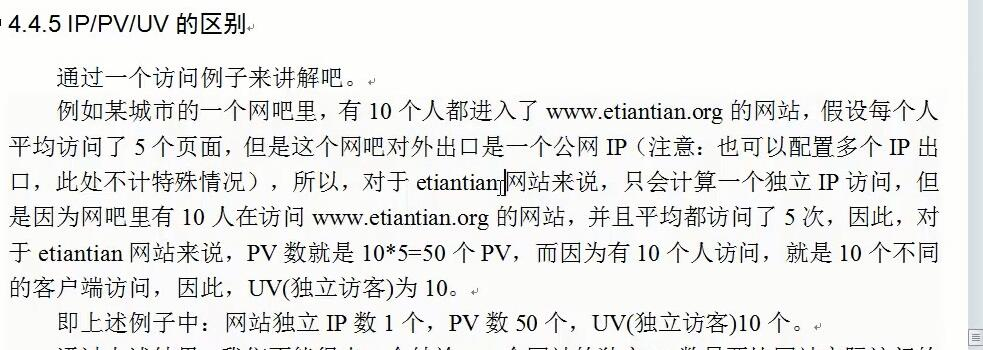 4.4.5 IP/PV/UV 的区别
通过一个访问例子来讲解吧。
例如某城市的一个网吧里，有 10 个人都进入了 www.etiantian.org 的网站，假设每个人
平均访问了 5 个页面，但是这个网吧对外出口是一个公网 IP（注意：也可以配置多个 IP 出
口，此处不计特殊情况），所以，对于 etiantian 网站来说，只会计算一个独立 IP 访问，但
是因为网吧里有 10 人在访问 www.etiantian.org 的网站，并且平均都访问了 5 次，因此，对
于 etiantian 网站来说，PV 数就是 10*5=50 个 PV，而因为有 10 个人访问，就是 10 个不同
的客户端访问，因此，UV(独立访客)为 10。
即上述例子中：网站独立 IP 数 1 个，PV 数 50 个，UV(独立访客)10 个。